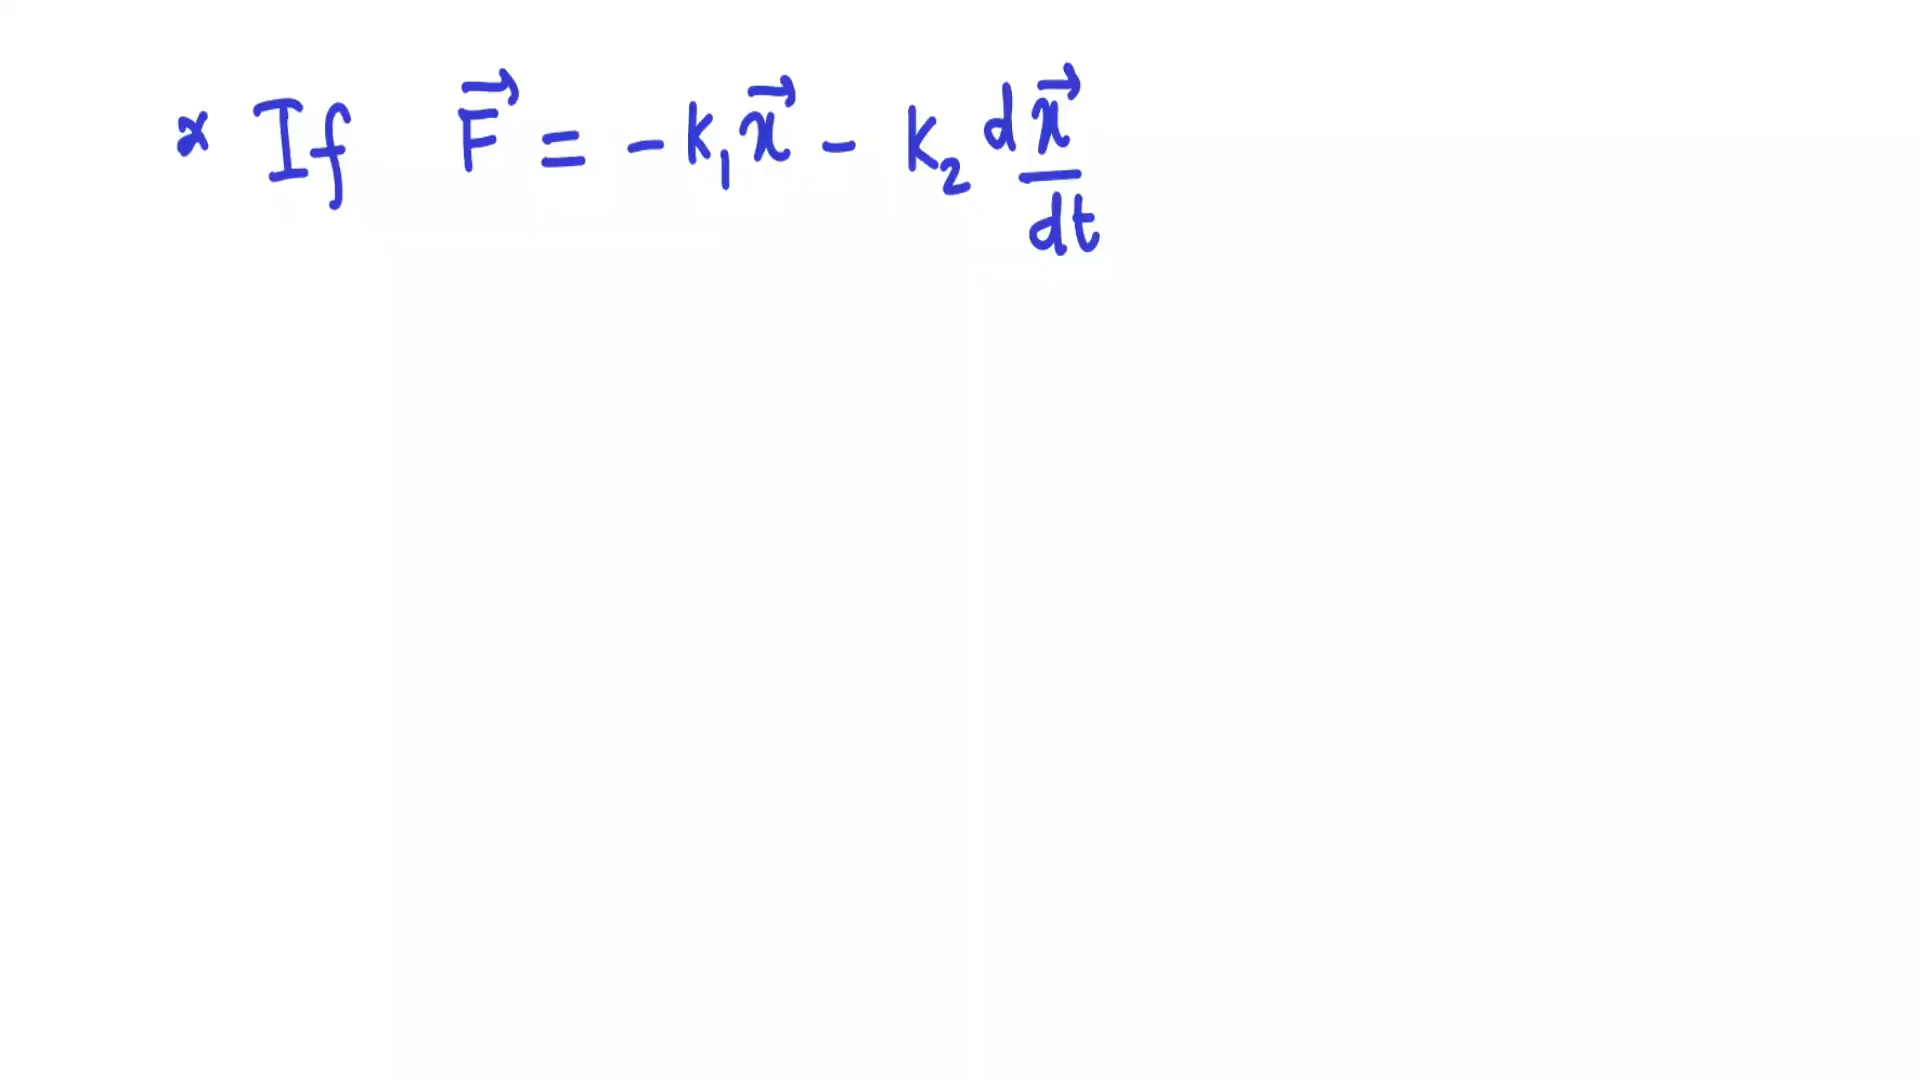 * If F⃗ = -k₁x⃗ - k₂ dx⃗/dt